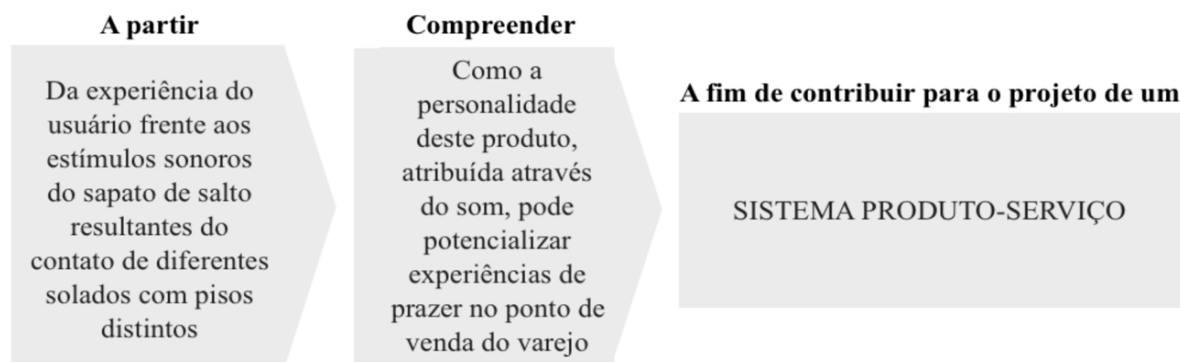 A partir
Da experiência do
usuário frente aos
estímulos sonoros
do sapato de salto
resultantes do
contato de diferentes
solados com pisos
distintos
Compreender
Como a
personalidade
deste produto,
atribuída através
do som, pode
potencializar
experiências de
prazer no ponto de
venda do varejo
A fim de contribuir para o projeto de um
SISTEMA PRODUTO-SERVIÇO